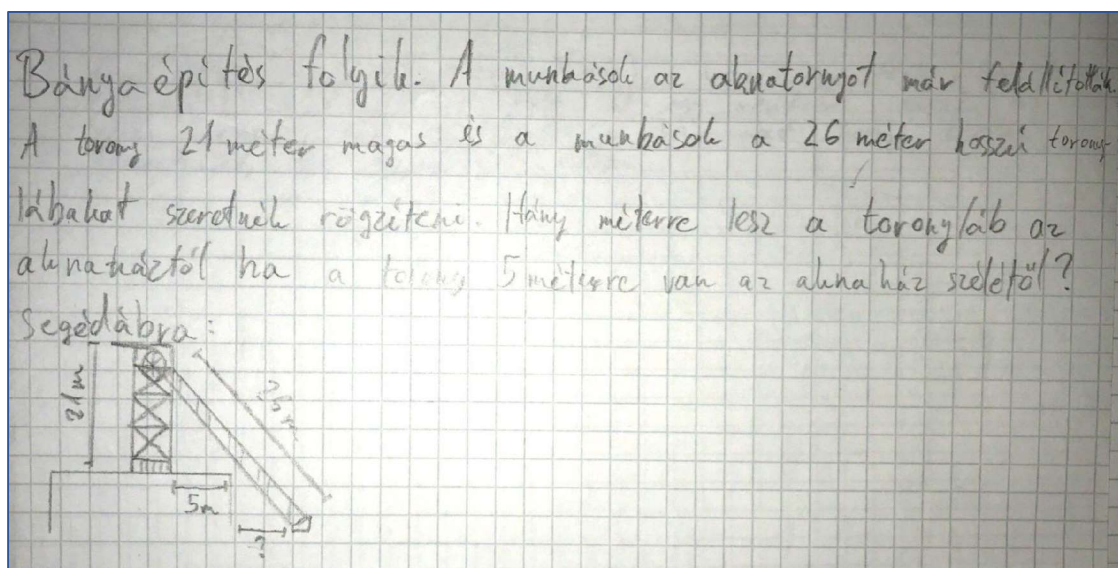 Bányaépítés folyik. A munkások az aknatornyot már felállították.
A torony 21 méter magas és a munkások a 26 méter hosszú torony
lábakat szeretnék rögzíteni. Hány méterre lesz a toronyláb az
aknaháztól ha a torony 5 méterre van az aknaház szélétől?
Segédábra:
21m
26 m
5m
?